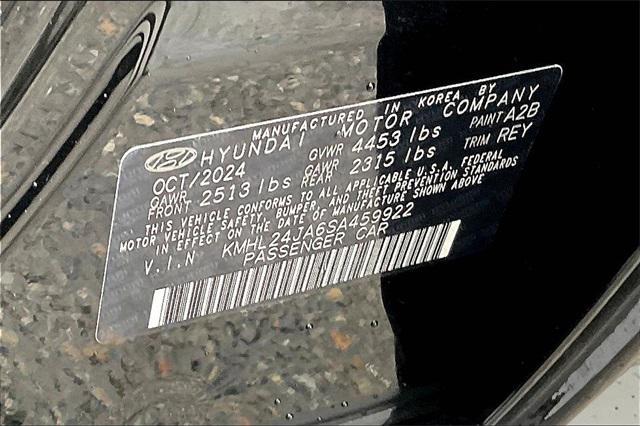 MANUFACTURED IN KOREA BY
HYUNDAI MOTOR COMPANY
OCT/2024 GVWR 4453 lbs PAINT A2B
GAWR FRONT 2513 lbs GAWR REAR 2315 lbs TRIM REY
THIS VEHICLE CONFORMS TO ALL APPLICABLE U.S.A. FEDERAL
MOTOR VEHICLE SAFETY, BUMPER, AND THEFT PREVENTION STANDARDS
IN EFFECT ON THE DATE OF MANUFACTURE SHOWN ABOVE
V.I.N KMHL24JA6SA459922
PASSENGER CAR